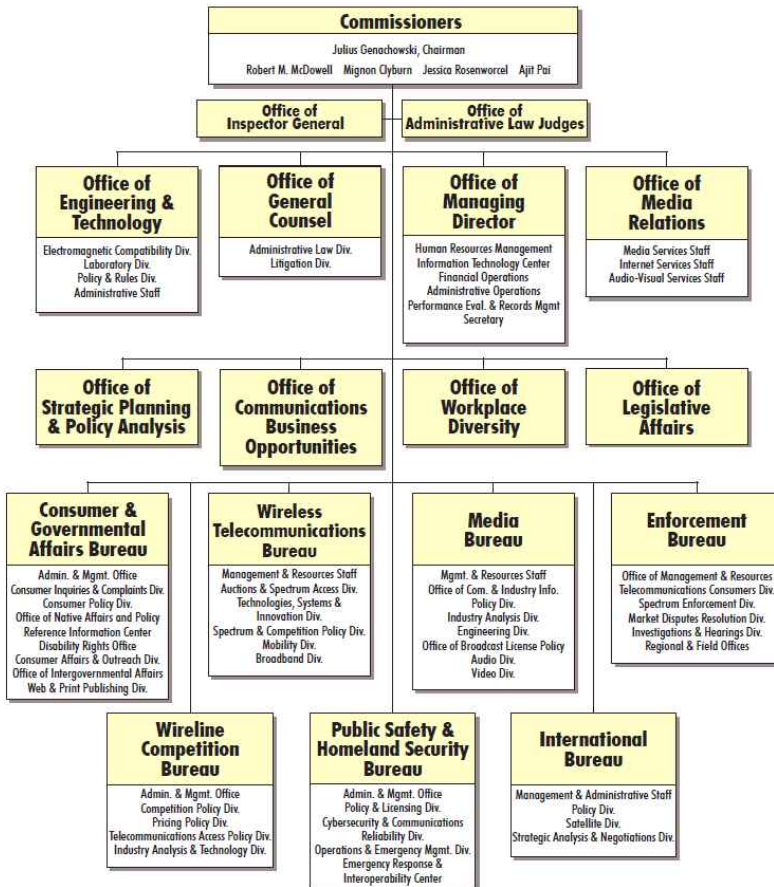 Commissioners
Julius Genachowski, Chairman
Robert M. McDowell Mignon Clyburn Jessica Rosenworcel Ajit Pai
Office of
Inspector General
Office of
Administrative Law Judges
Office of
Engineering &
Technology
Electromagnetic Compatibility Div.
Laboratory Div.
Policy & Rules Div.
Administrative Staff
Office of
General
Counsel
Administrative Law Div.
Litigation Div.
Office of
Managing
Director
Human Resources Management
Information Technology Center
Financial Operations
Administrative Operations
Performance Eval. & Records Mgmt
Secretary
Office of
Media
Relations
Media Services Staff
Internet Services Staff
Audio-Visual Services Staff
Office of
Strategic Planning
& Policy Analysis
Office of
Communications
Business
Opportunities
Office of
Workplace
Diversity
Office of
Legislative
Affairs
Consumer &
Governmental
Affairs Bureau
Admin. & Mgmt. Office
Consumer Inquiries & Complaints Div.
Consumer Policy Div.
Office of Native Affairs and Policy
Reference Information Center
Disability Rights Office
Consumer Affairs & Outreach Div.
Office of Intergovernmental Affairs
Web & Print Publishing Div.
Wireless
Telecommunications
Bureau
Management & Resources Staff
Auctions & Spectrum Access Div.
Technologies, Systems &
Innovation Div.
Spectrum & Competition Policy Div.
Mobility Div.
Broadband Div.
Media
Bureau
Mgmt. & Resources Staff
Office of Com. & Industry Info.
Policy Div.
Industry Analysis Div.
Engineering Div.
Office of Broadcast License Policy
Audio Div.
Video Div.
Enforcement
Bureau
Office of Management & Resources
Telecommunications Consumers Div.
Spectrum Enforcement Div.
Market Disputes Resolution Div.
Investigations & Hearings Div.
Regional & Field Offices
Wireline
Competition
Bureau
Admin. & Mgmt. Office
Competition Policy Div.
Pricing Policy Div.
Telecommunications Access Policy Div.
Industry Analysis & Technology Div.
Public Safety &
Homeland Security
Bureau
Admin. & Mgmt. Office
Policy & Licensing Div.
Cybersecurity & Communications
Reliability Div.
Operations & Emergency Mgmt. Div.
Emergency Response &
Interoperability Center
International
Bureau
Management & Administrative Staff
Policy Div.
Satellite Div.
Strategic Analysis & Negotiations Div.